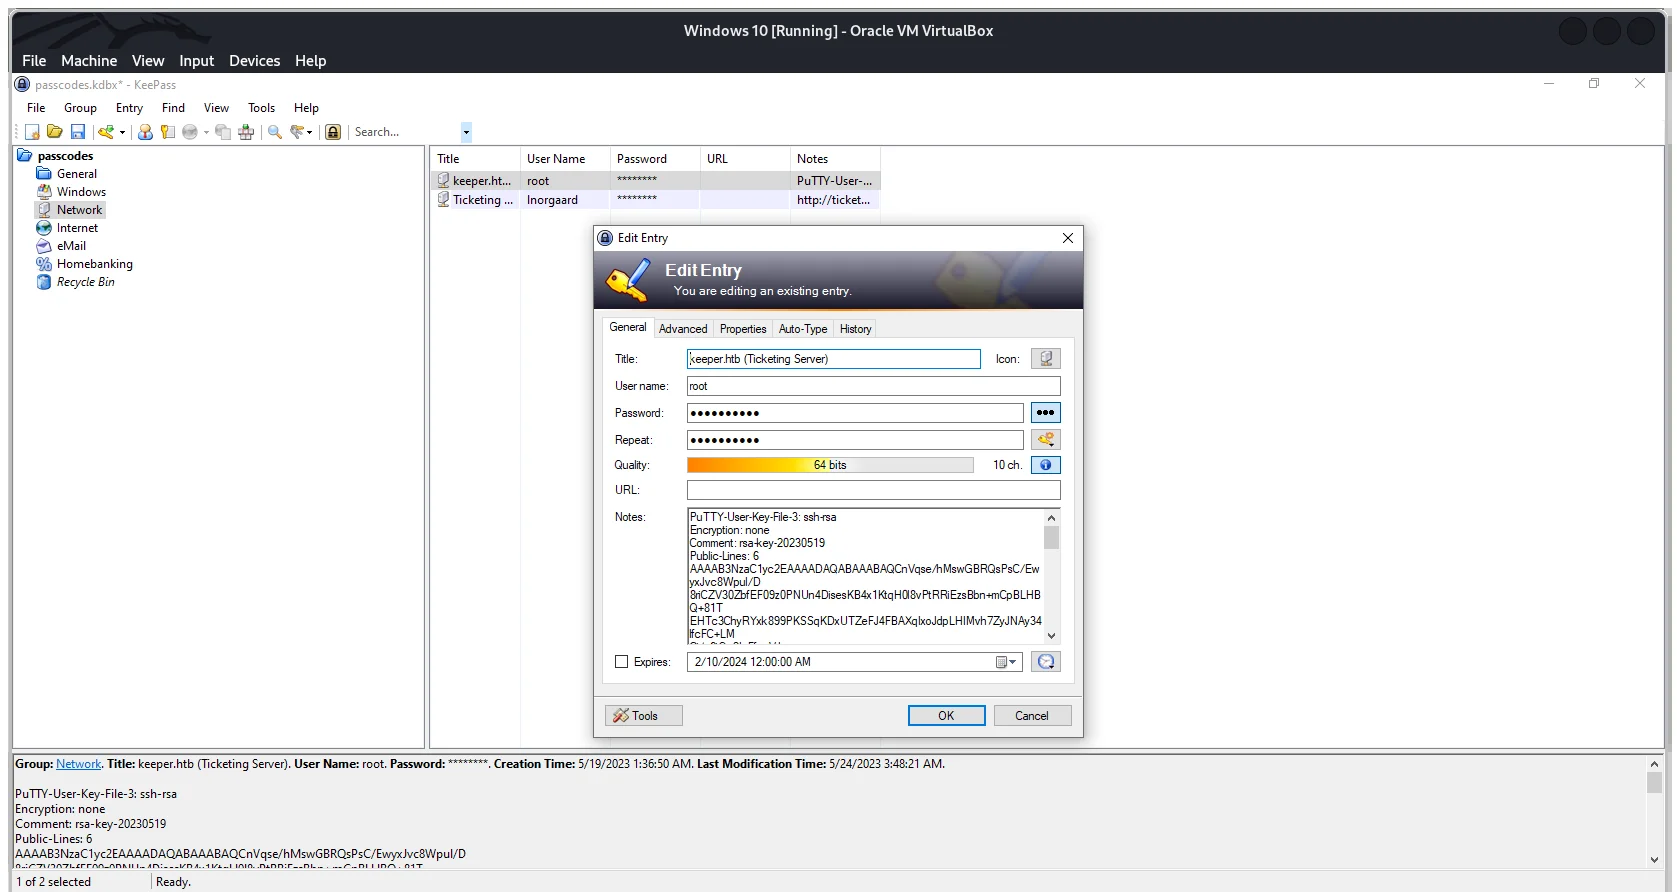 Windows 10 [Running] - Oracle VM VirtualBox
File Machine View Input Devices Help
passcodes.kdbx* - KeePass
File Group Entry Find View Tools Help
Search...
passcodes
General
Windows
Network
Internet
eMail
Homebanking
Recycle Bin
Title User Name Password URL Notes
keeper.ht... root ******** PuTTY-User-...
Ticketing ... lnorgaard ******** http://ticket...
Edit Entry
Edit Entry
You are editing an existing entry.
General Advanced Properties Auto-Type History
Title: keeper.htb (Ticketing Server) Icon:
User name: root
Password: ●●●●●●●●●●
Repeat: ●●●●●●●●●●
Quality: 64 bits 10 ch.
URL:
Notes:
PuTTY-User-Key-File-3: ssh-rsa
Encryption: none
Comment: rsa-key-20230519
Public-Lines: 6
AAAAB3NzaC1yc2EAAAADAQABAAABAQCnVqse/hMswGBRQsPsC/Ew
yxJvc8Wpul/D
8riCZV30ZbfEF09z0PNUn4DisesKB4x1KtqH0l8vPtRRiEzsBbn+mCpBLHB
Q+81T
EHTc3ChyRYxk899PKSSqKDxUTZeFJ4FBAXqIxoJdpLHIMvh7ZyJNAy34
lfcFC+LM
Expires: 2/10/2024 12:00:00 AM
Tools OK Cancel
Group: Network. Title: keeper.htb (Ticketing Server). User Name: root. Password: ********. Creation Time: 5/19/2023 1:36:50 AM. Last Modification Time: 5/24/2023 3:48:21 AM.
PuTTY-User-Key-File-3: ssh-rsa
Encryption: none
Comment: rsa-key-20230519
Public-Lines: 6
AAAAB3NzaC1yc2EAAAADAQABAAABAQCnVqse/hMswGBRQsPsC/EwyxJvc8Wpul/D
8riCZV30ZbfEF09z0PNUn4DisesKB4x1KtqH0l8vPtRRiEzsBbn+mCpBLHBQ+81T
1 of 2 selected Ready.